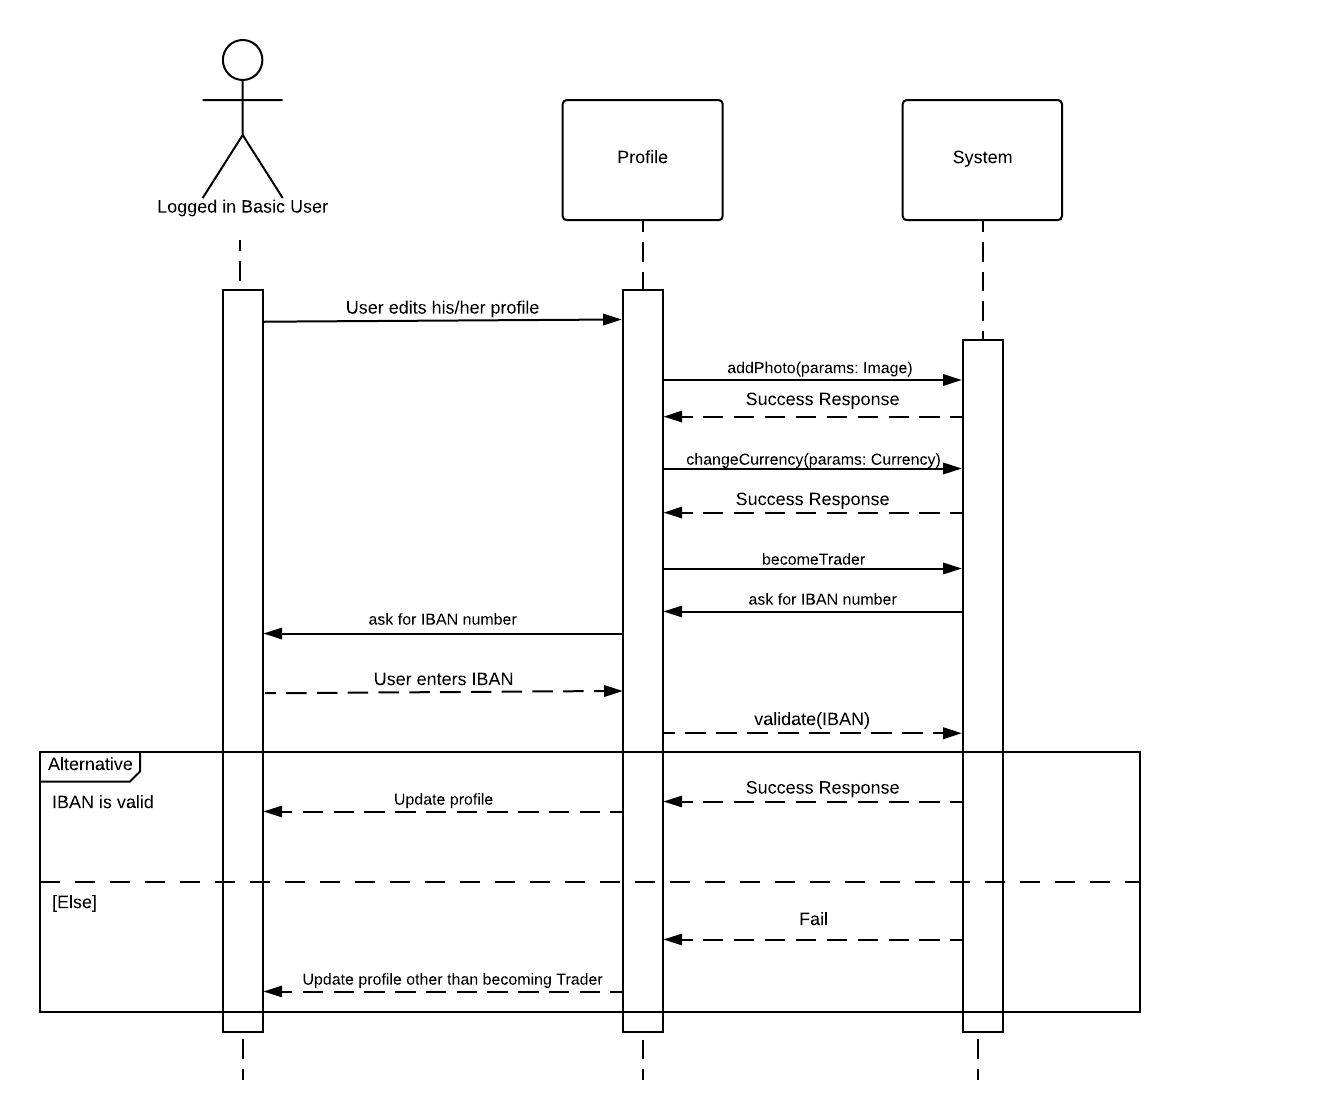 Profile
System
Logged in Basic User
User edits his/her profile
addPhoto(params: Image)
Success Response
changeCurrency(params: Currency)
Success Response
becomeTrader
ask for IBAN number
ask for IBAN number
User enters IBAN
validate(IBAN)
Alternative
IBAN is valid
Success Response
Update profile
[Else]
Fail
Update profile other than becoming Trader